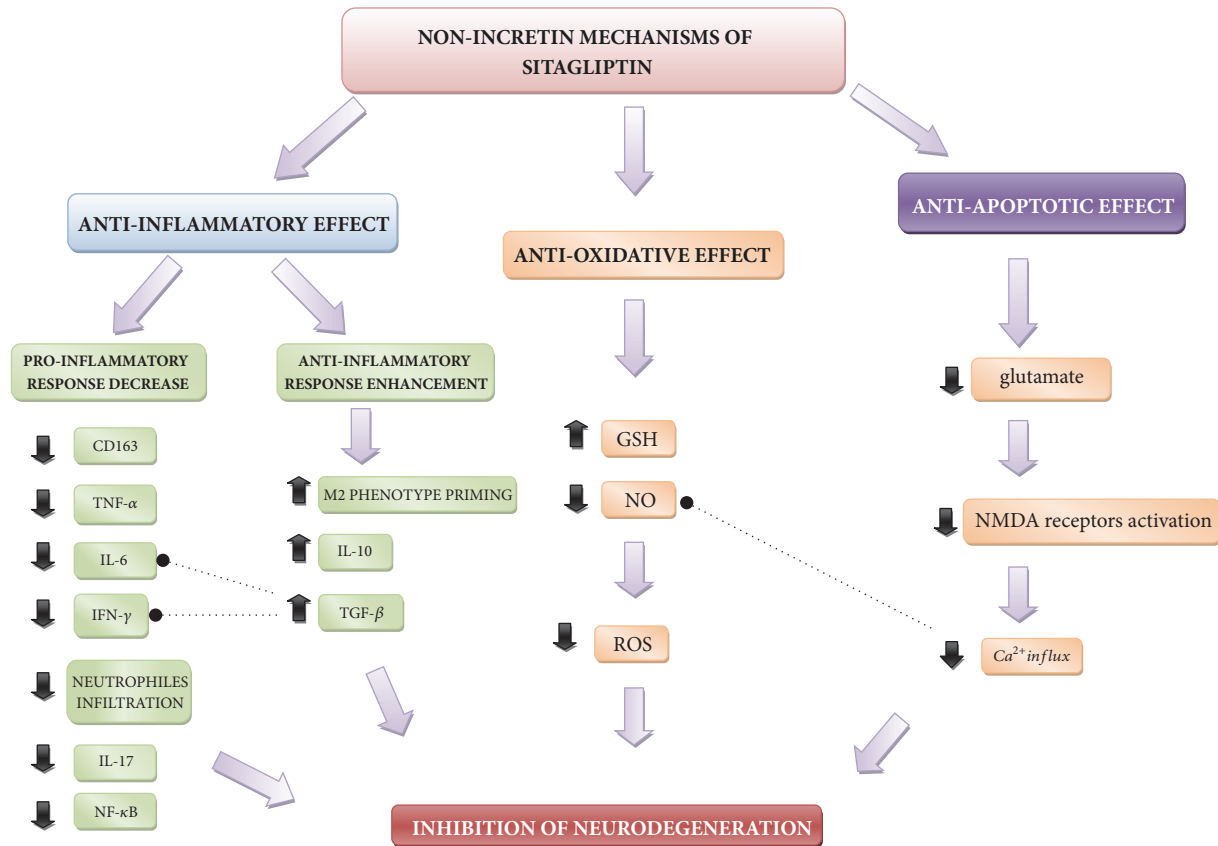 NON-INCRETIN MECHANISMS OF
SITAGLIPTIN
ANTI-INFLAMMATORY EFFECT
ANTI-OXIDATIVE EFFECT
ANTI-APOPTOTIC EFFECT
PRO-INFLAMMATORY
RESPONSE DECREASE
CD163
TNF-α
IL-6
IFN-γ
NEUTROPHILES
INFILTRATION
IL-17
NF-κB
ANTI-INFLAMMATORY
RESPONSE ENHANCEMENT
M2 PHENOTYPE PRIMING
IL-10
TGF-β
GSH
NO
ROS
glutamate
NMDA receptors activation
Ca²⁺ influx
INHIBITION OF NEURODEGENERATION